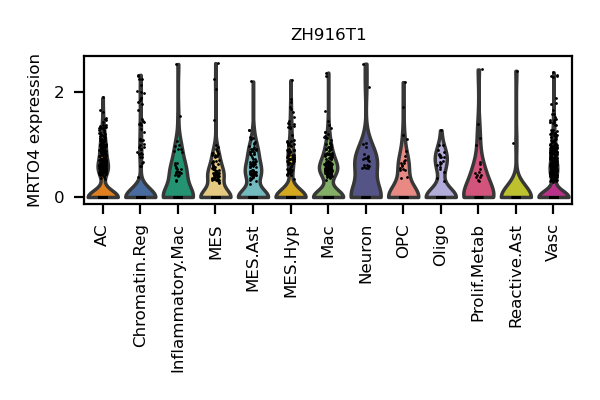 ZH916T1
MRTO4 expression
2
0
AC
Chromatin.Reg
Inflammatory.Mac
MES
MES.Ast
MES.Hyp
Mac
Neuron
OPC
Oligo
Prolif.Metab
Reactive.Ast
Vasc